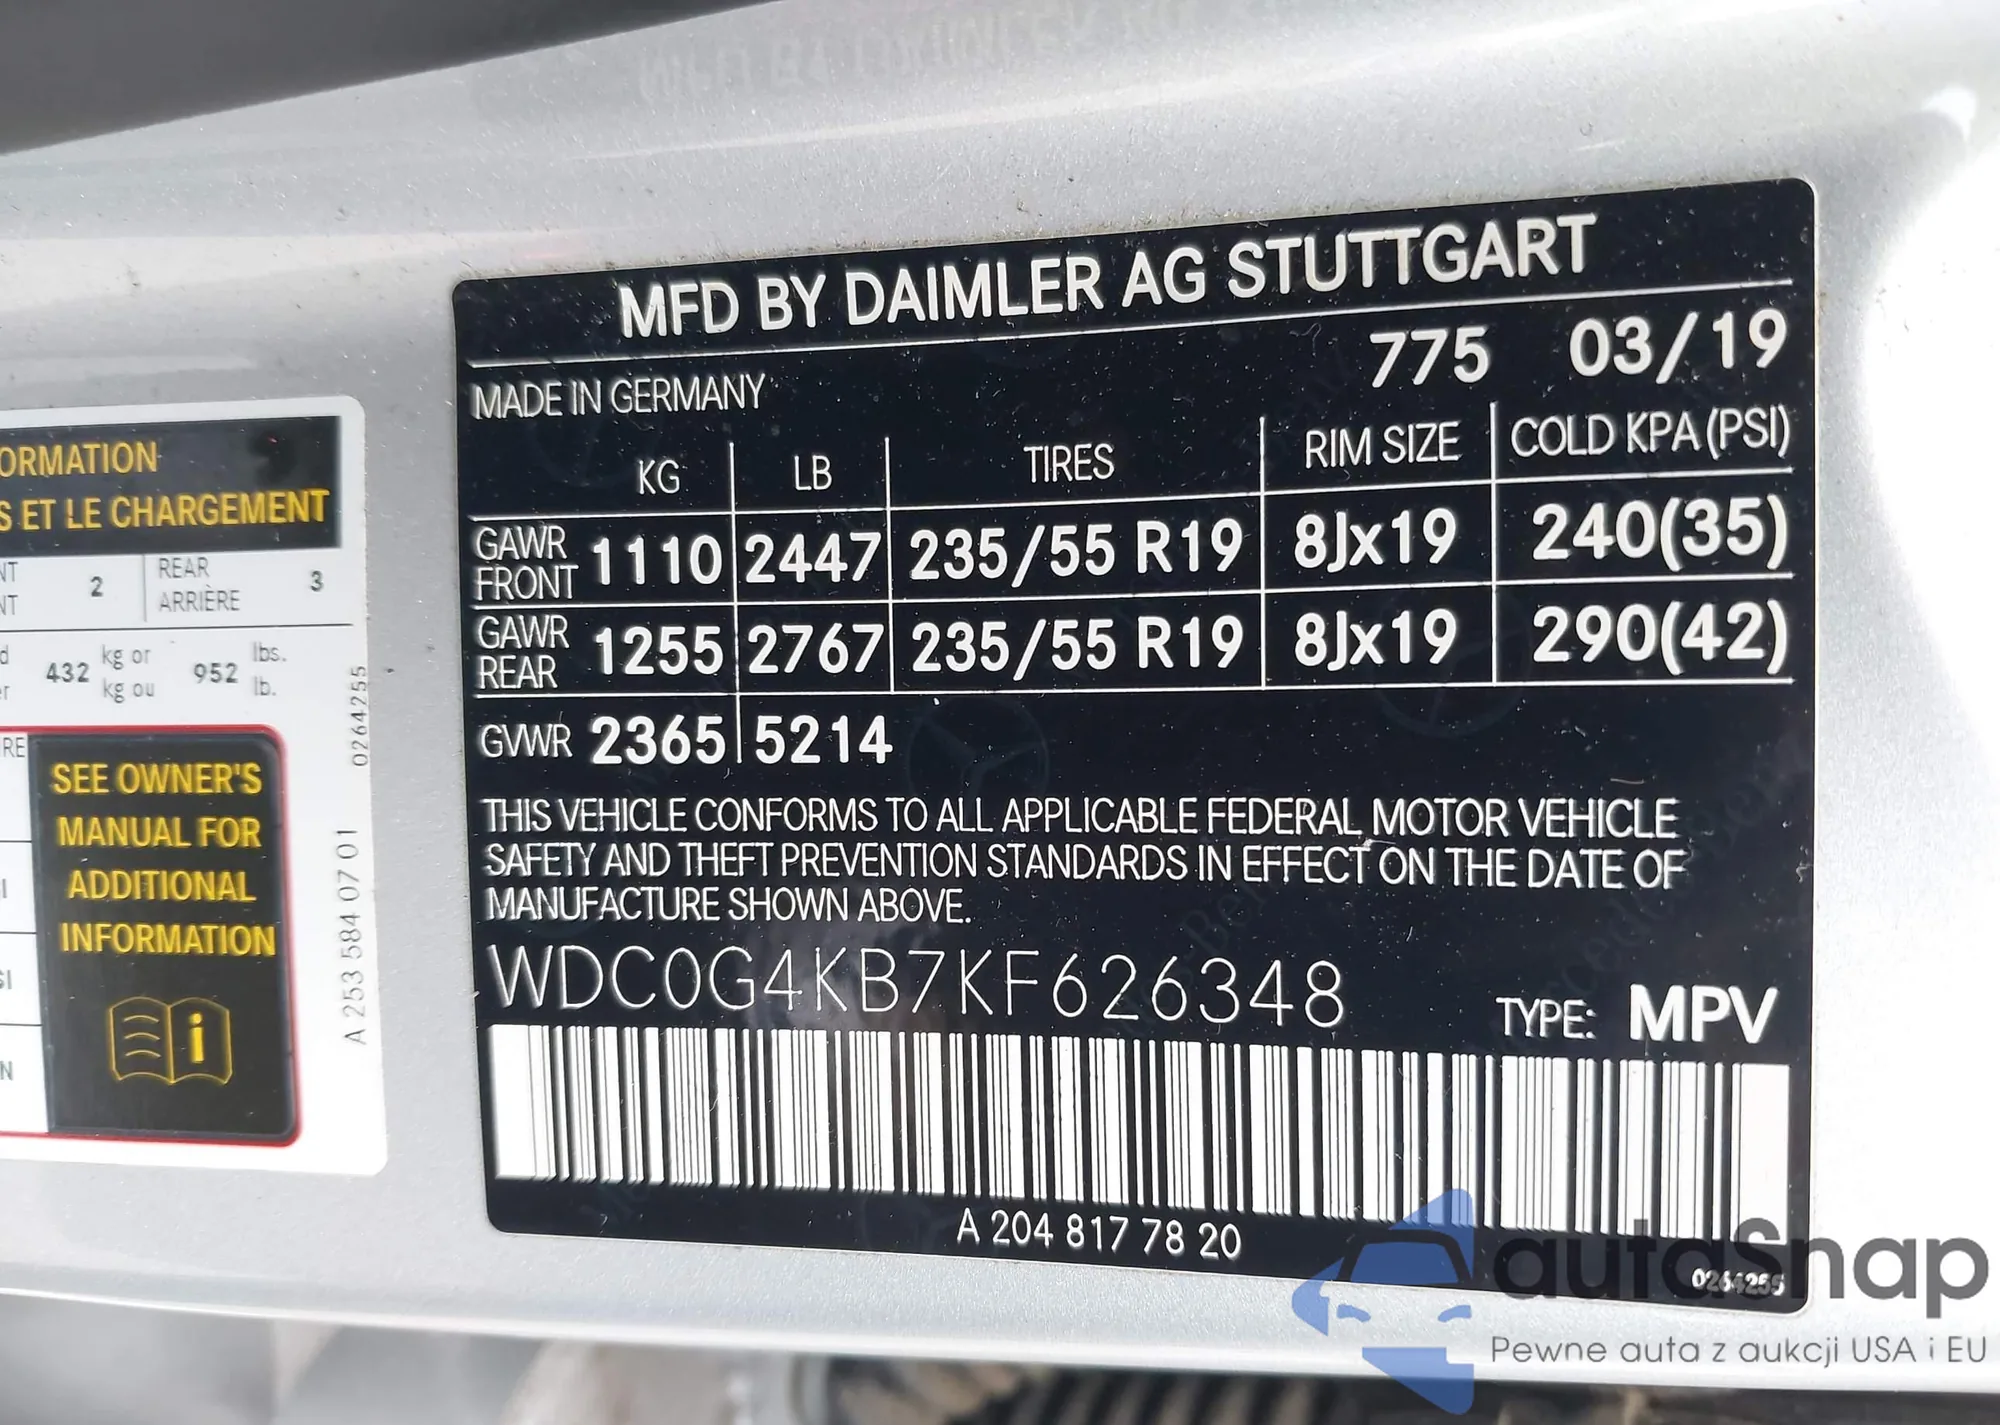 ORMATION
S ET LE CHARGEMENT
NT 2 REAR 3
NT ARRIÈRE
432 kg or 952 lbs.
kg ou lb.
0264255
RE
SEE OWNER'S
MANUAL FOR
ADDITIONAL
INFORMATION
i
A 253 584 07 01
MFD BY DAIMLER AG STUTTGART
775 03/19
MADE IN GERMANY
KG LB TIRES RIM SIZE COLD KPA (PSI)
GAWR FRONT 1110 2447 235/55 R19 8Jx19 240(35)
GAWR REAR 1255 2767 235/55 R19 8Jx19 290(42)
GVWR 2365 5214
THIS VEHICLE CONFORMS TO ALL APPLICABLE FEDERAL MOTOR VEHICLE
SAFETY AND THEFT PREVENTION STANDARDS IN EFFECT ON THE DATE OF
MANUFACTURE SHOWN ABOVE.
WDC0G4KB7KF626348
TYPE: MPV
A 204 817 78 20
0264255
autaSnap
Pewne auta z aukcji USA i EU